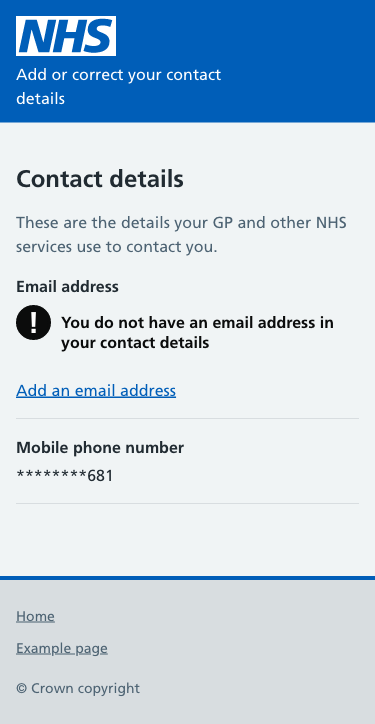 NHS
Add or correct your contact
details
Contact details
These are the details your GP and other NHS
services use to contact you.
Email address
! You do not have an email address in
your contact details
Add an email address
Mobile phone number
********681
Home
Example page
© Crown copyright